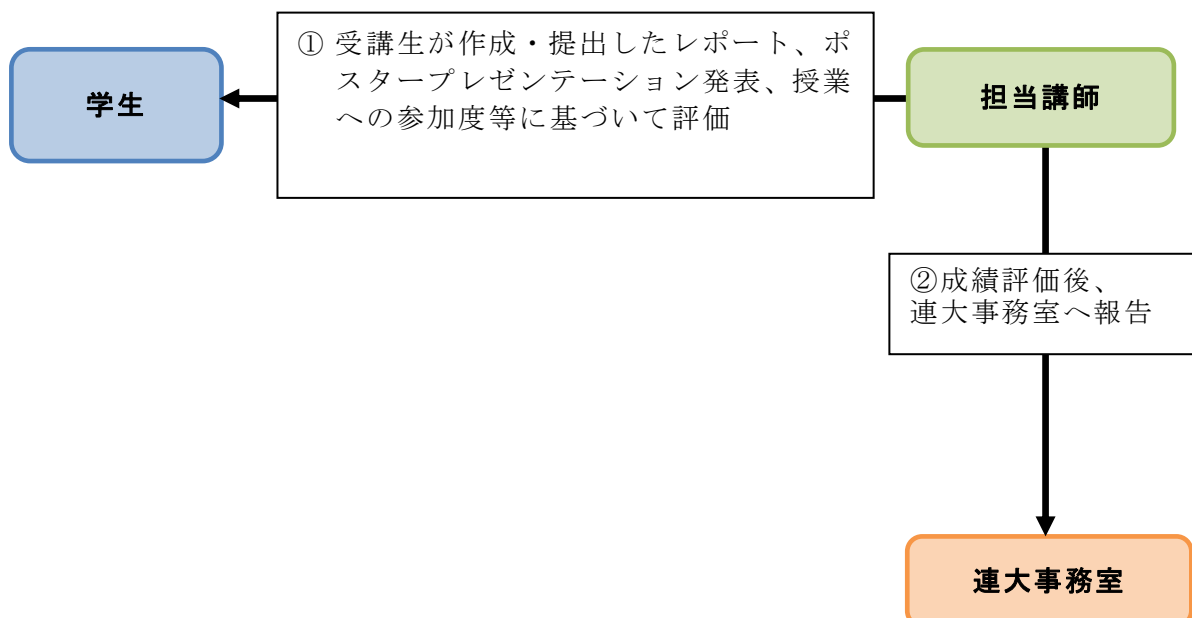 ① 受講生が作成・提出したレポート、ポ
スタープレゼンテーション発表、授業
への参加度等に基づいて評価
学生
担当講師
②成績評価後、
連大事務室へ報告
連大事務室